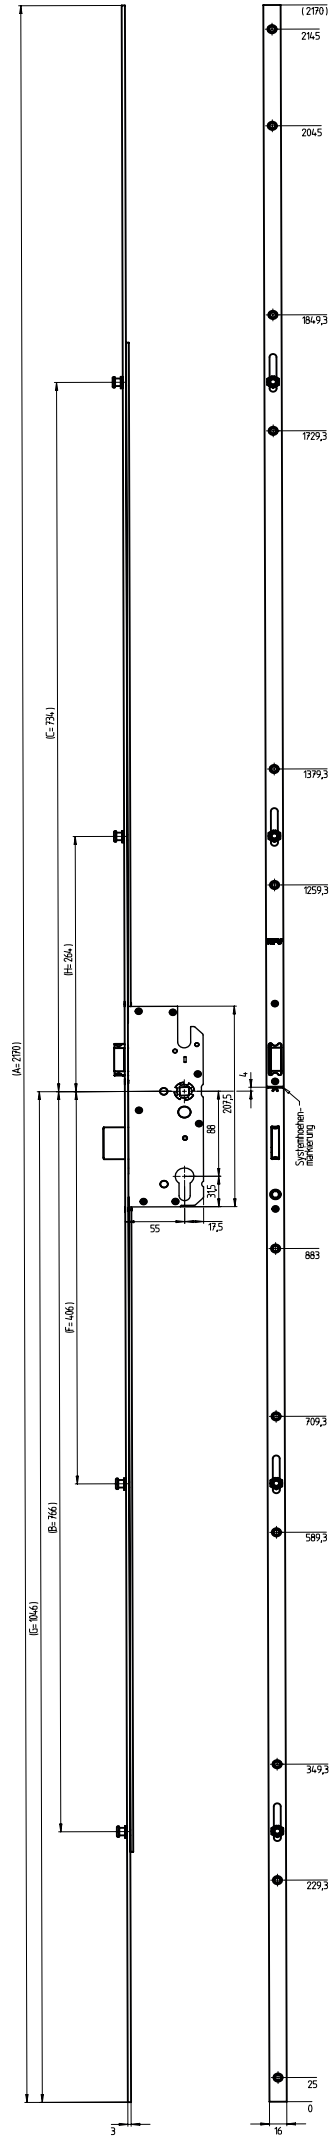 (2170)
2145
2045
1849,3
1729,3
(C=734)
1379,3
(H=264)
1259,3
(A=2170)
4
207,5
88
Systemhoehen-
markierung
31,5
55
17,5
883
(F=406)
709,3
(B=766)
589,3
(G=1046)
349,3
229,3
25
0
3
16